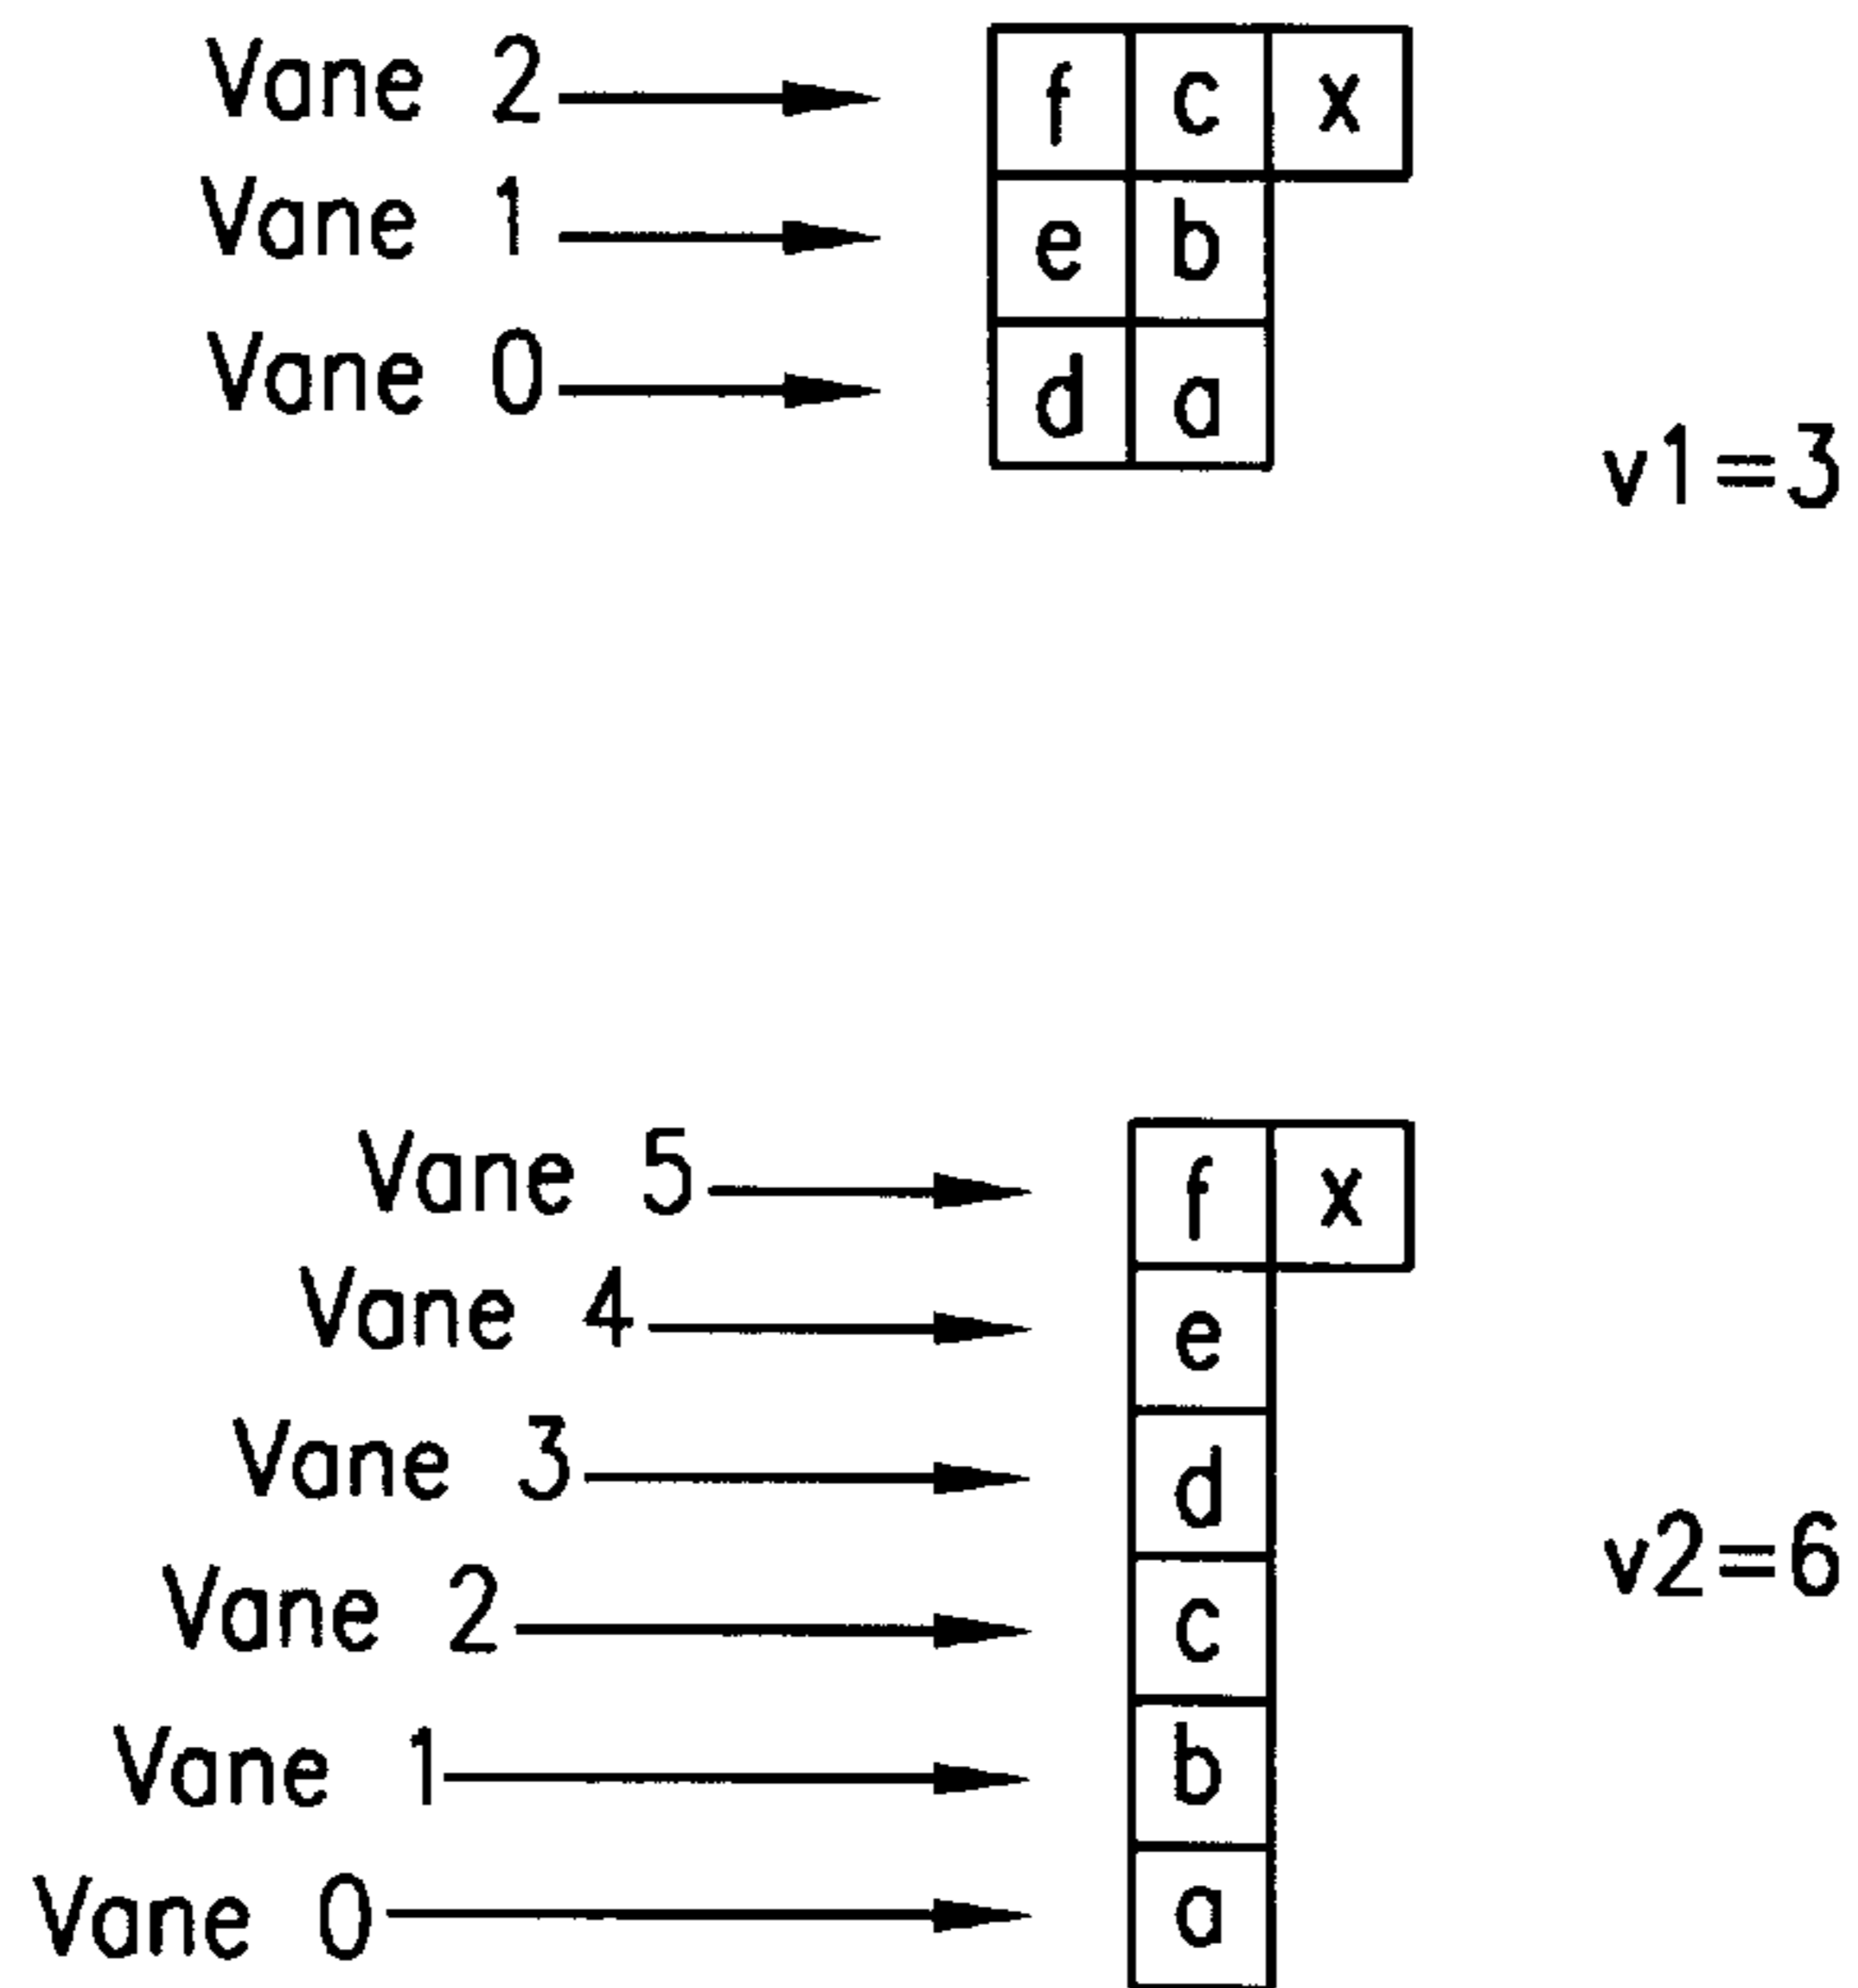 Vane 2 f c x
Vane 1 e b
Vane 0 d a
v1=3
Vane 5 f x
Vane 4 e
Vane 3 d
v2=6
Vane 2 c
Vane 1 b
Vane 0 a